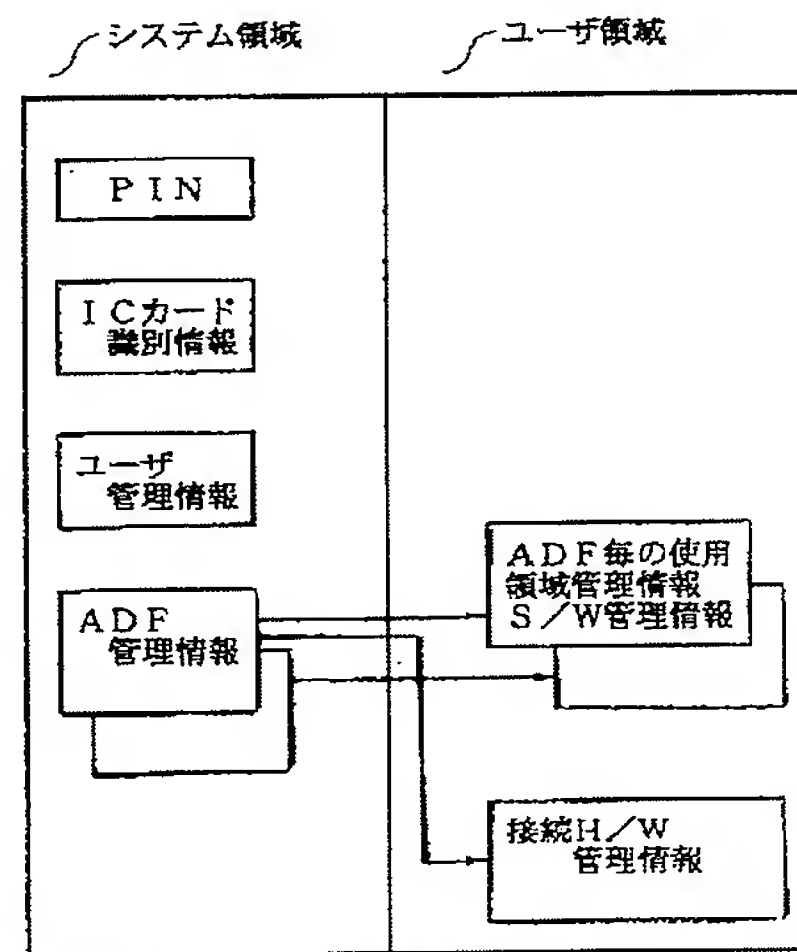 システム領域
ユーザ領域
ＰＩＮ
ＩＣカード
識別情報
ユーザ
管理情報
ＡＤＦ
管理情報
ＡＤＦ毎の使用
領域管理情報
Ｓ／Ｗ管理情報
接続Ｈ／Ｗ
管理情報